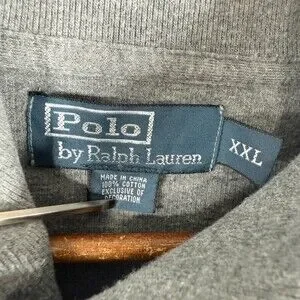 Polo
by Ralph Lauren
XXL
MADE IN CHINA
100% COTTON
EXCLUSIVE OF
DECORATION